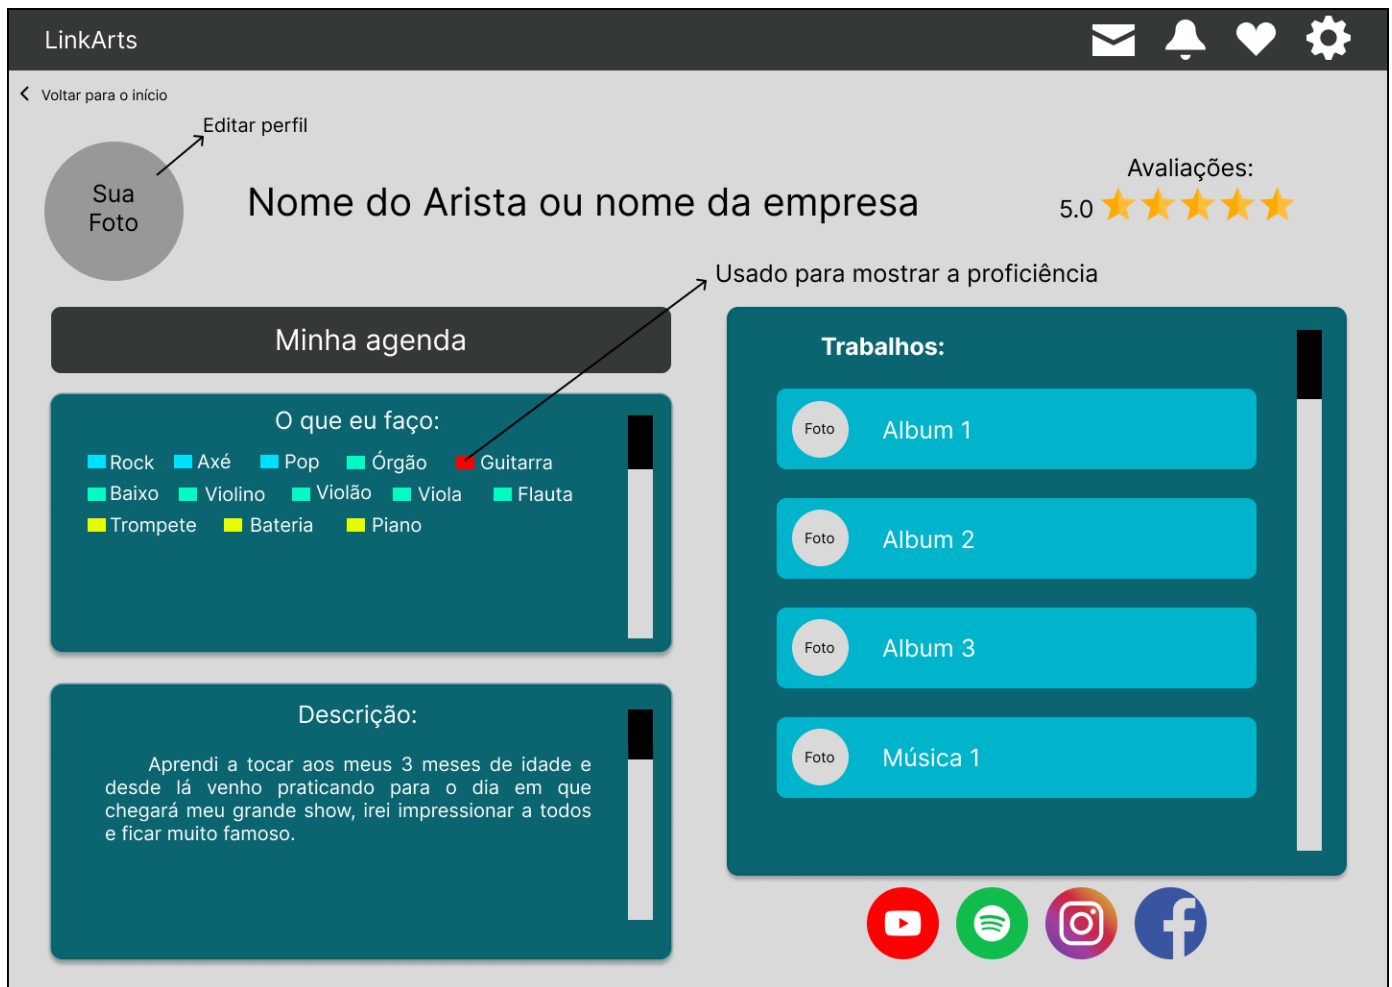 LinkArts
Voltar para o início
Editar perfil
Sua
Foto
Nome do Arista ou nome da empresa
Avaliações:
5.0
Usado para mostrar a proficiência
Minha agenda
O que eu faço:
Rock Axé Pop Órgão Guitarra
Baixo Violino Violão Viola Flauta
Trompete Bateria Piano
Descrição:
Aprendi a tocar aos meus 3 meses de idade e
desde lá venho praticando para o dia em que
chegará meu grande show, irei impressionar a todos
e ficar muito famoso.
Trabalhos:
Foto Album 1
Foto Album 2
Foto Album 3
Foto Música 1